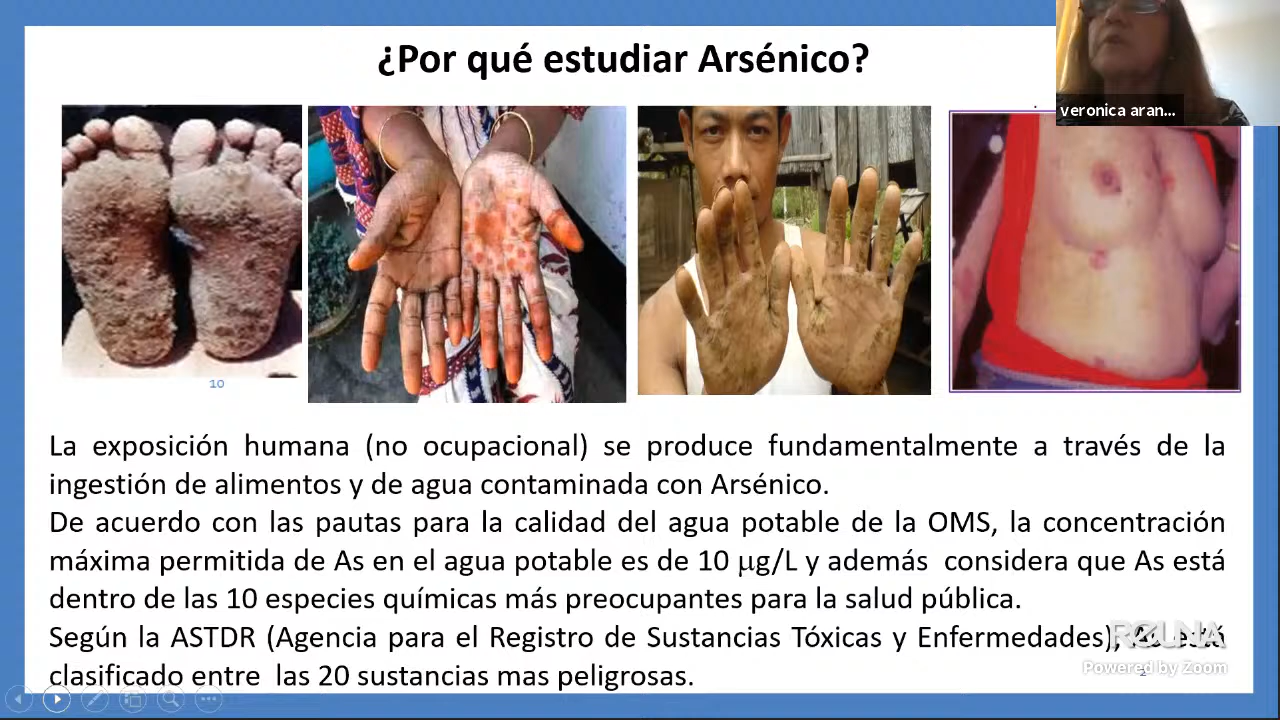 ¿Por qué estudiar Arsénico?
veronica aran...
10
La exposición humana (no ocupacional) se produce fundamentalmente a través de la
ingestión de alimentos y de agua contaminada con Arsénico.
De acuerdo con las pautas para la calidad del agua potable de la OMS, la concentración
máxima permitida de As en el agua potable es de 10 µg/L y además considera que As está
dentro de las 10 especies químicas más preocupantes para la salud pública.
Según la ASTDR (Agencia para el Registro de Sustancias Tóxicas y Enfermedades), As está
clasificado entre las 20 sustancias mas peligrosas.
Powered by Zoom
2